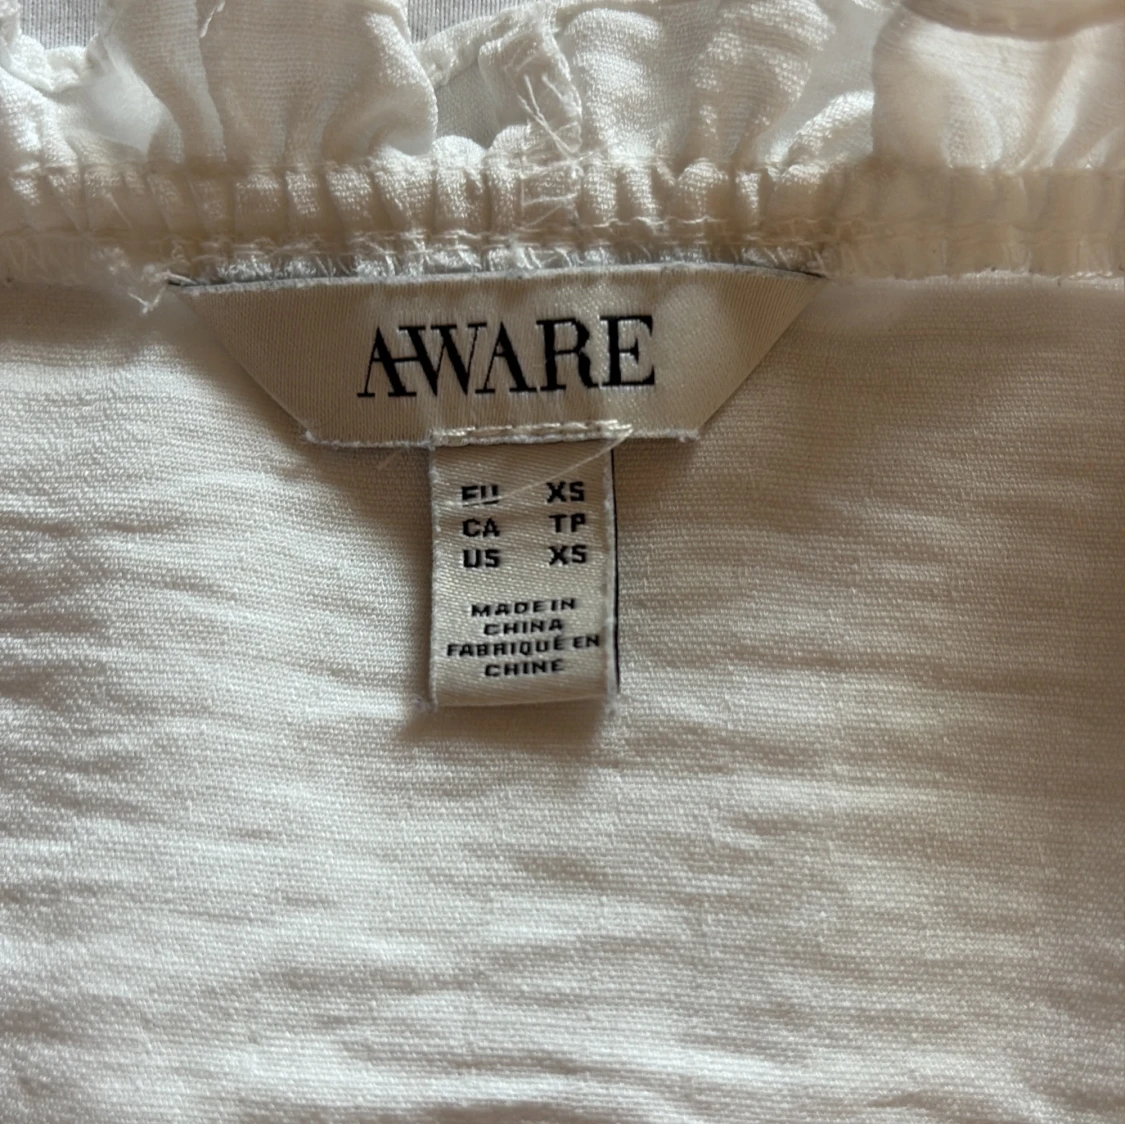 AWARE
EU XS
CA TP
US XS
MADE IN
CHINA
FABRIQUÉ EN
CHINE